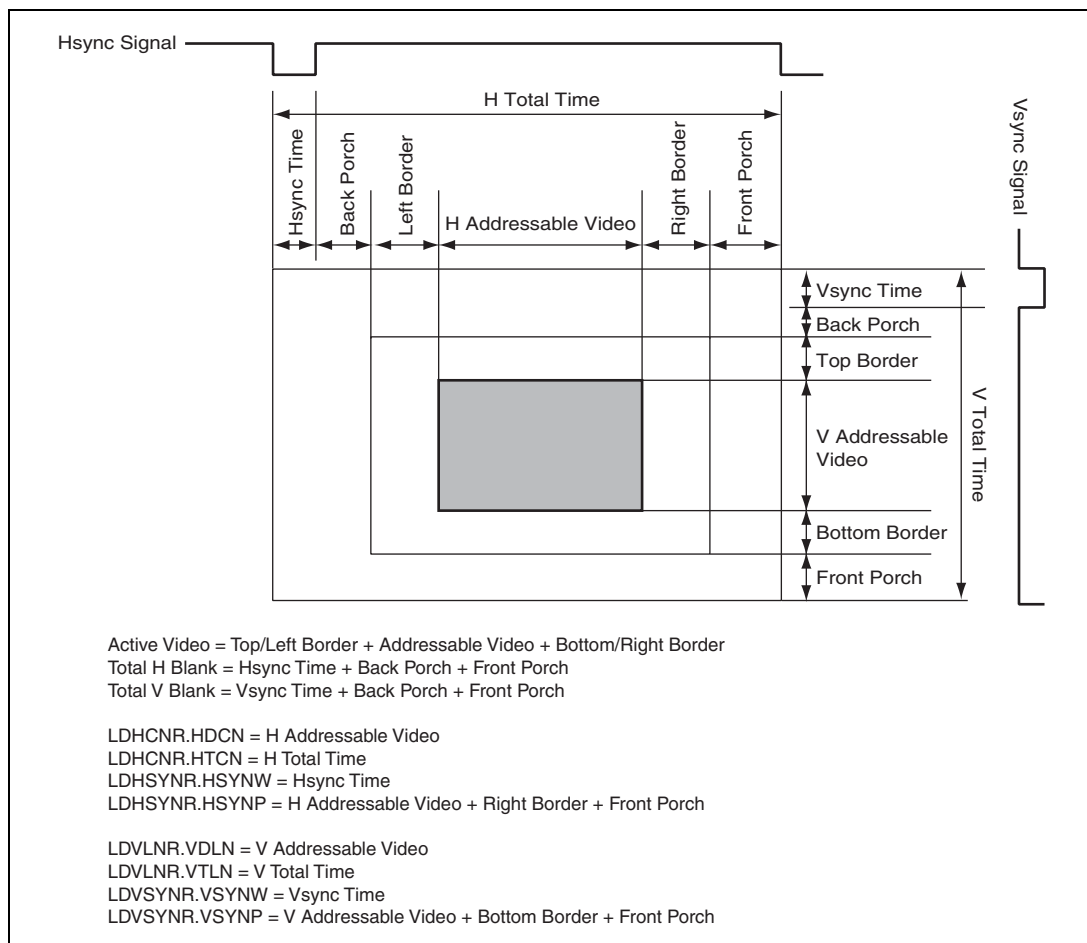 Hsync Signal
H Total Time
Hsync Time
Back Porch
Left Border
H Addressable Video
Right Border
Front Porch
Vsync Signal
Vsync Time
Back Porch
Top Border
V Addressable
Video
Bottom Border
Front Porch
V Total Time
Active Video = Top/Left Border + Addressable Video + Bottom/Right Border
Total H Blank = Hsync Time + Back Porch + Front Porch
Total V Blank = Vsync Time + Back Porch + Front Porch
LDHCNR.HDCN = H Addressable Video
LDHCNR.HTCN = H Total Time
LDHSYNR.HSYNW = Hsync Time
LDHSYNR.HSYNP = H Addressable Video + Right Border + Front Porch
LDVLNR.VDLN = V Addressable Video
LDVLNR.VTLN = V Total Time
LDVSYNR.VSYNW = Vsync Time
LDVSYNR.VSYNP = V Addressable Video + Bottom Border + Front Porch